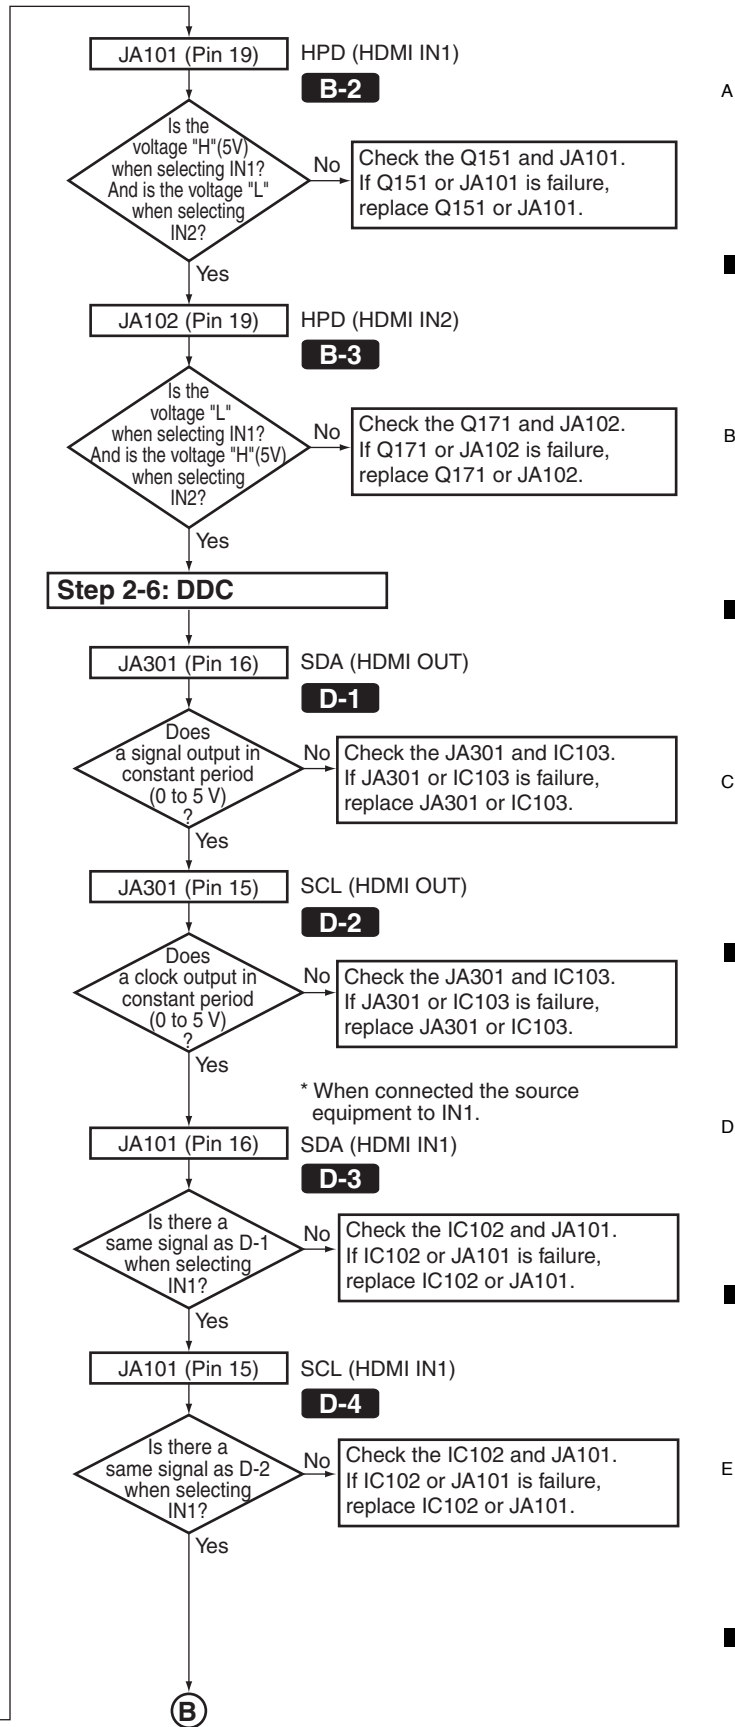 JA101 (Pin 19)
HPD (HDMI IN1)
B-2
A
Is the
voltage "H"(5V)
when selecting IN1?
And is the voltage "L"
when selecting
IN2?
No
Check the Q151 and JA101.
If Q151 or JA101 is failure,
replace Q151 or JA101.
Yes
JA102 (Pin 19)
HPD (HDMI IN2)
B-3
Is the
voltage "L"
when selecting IN1?
And is the voltage "H"(5V)
when selecting
IN2?
No
Check the Q171 and JA102.
If Q171 or JA102 is failure,
replace Q171 or JA102.
B
Yes
Step 2-6: DDC
JA301 (Pin 16)
SDA (HDMI OUT)
D-1
Does
a signal output in
constant period
(0 to 5 V)
?
No
Check the JA301 and IC103.
If JA301 or IC103 is failure,
replace JA301 or IC103.
C
Yes
JA301 (Pin 15)
SCL (HDMI OUT)
D-2
Does
a clock output in
constant period
(0 to 5 V)
?
No
Check the JA301 and IC103.
If JA301 or IC103 is failure,
replace JA301 or IC103.
Yes
* When connected the source
equipment to IN1.
D
JA101 (Pin 16)
SDA (HDMI IN1)
D-3
Is there a
same signal as D-1
when selecting
IN1?
No
Check the IC102 and JA101.
If IC102 or JA101 is failure,
replace IC102 or JA101.
Yes
JA101 (Pin 15)
SCL (HDMI IN1)
D-4
Is there a
same signal as D-2
when selecting
IN1?
No
Check the IC102 and JA101.
If IC102 or JA101 is failure,
replace IC102 or JA101.
E
Yes
B